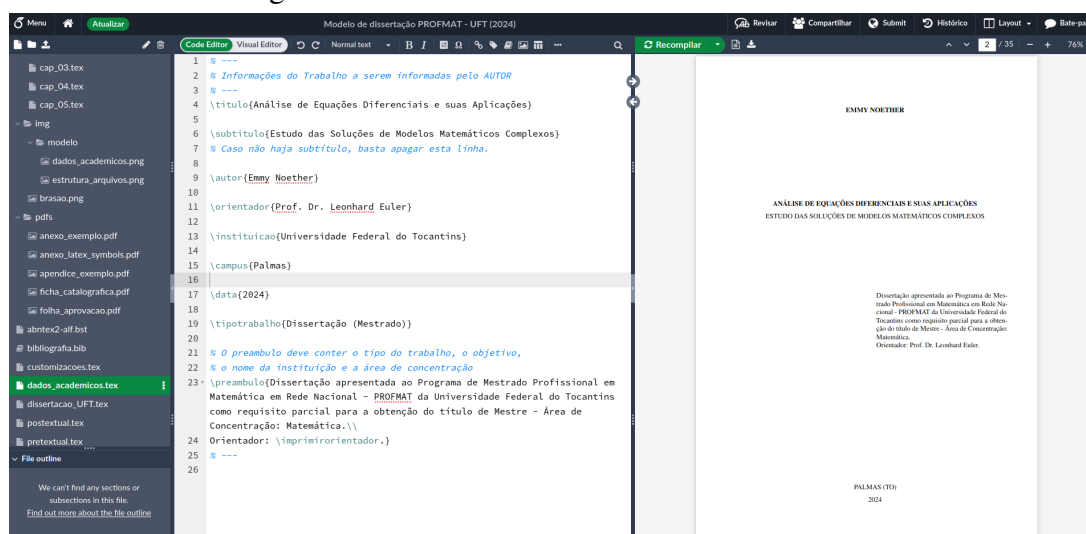 Menu
Atualizar
Modelo de dissertação PROFMAT - UFT (2024)
Revisar
Compartilhar
Submit
Histórico
Layout
Bate-pa
Code Editor
Visual Editor
Normal text
B I
Ω
Recompilar
2 / 35
76%
cap_03.tex
cap_04.tex
cap_05.tex
img
modelo
dados_academicos.png
estrutura_arquivos.png
brasao.png
pdfs
anexo_exemplo.pdf
anexo_latex_symbols.pdf
apendice_exemplo.pdf
ficha_catalografica.pdf
folha_aprovacao.pdf
abntex2-alf.bst
bibliografia.bib
customizacoes.tex
dados_academicos.tex
dissertacao_UFT.tex
postextual.tex
pretextual.tex
File outline
We can't find any sections or
subsections in this file.
Find out more about the file outline
1 % ---
2 % Informações do Trabalho a serem informadas pelo AUTOR
3 % ---
4 \titulo{Análise de Equações Diferenciais e suas Aplicações}
5
6 \subtitulo{Estudo das Soluções de Modelos Matemáticos Complexos}
7 % Caso não haja subtítulo, basta apagar esta linha.
8
9 \autor{Emmy Noether}
10
11 \orientador{Prof. Dr. Leonhard Euler}
12
13 \instituicao{Universidade Federal do Tocantins}
14
15 \campus{Palmas}
16
17 \data{2024}
18
19 \tipotrabalho{Dissertação (Mestrado)}
20
21 % O preambulo deve conter o tipo do trabalho, o objetivo,
22 % o nome da instituição e a área de concentração
23 \preambulo{Dissertação apresentada ao Programa de Mestrado Profissional em
Matemática em Rede Nacional - PROFMAT da Universidade Federal do Tocantins
como requisito parcial para a obtenção do título de Mestre - Área de
Concentração: Matemática.\\
24 Orientador: \imprimirorientador.}
25 % ---
26
EMMY NOETHER
ANÁLISE DE EQUAÇÕES DIFERENCIAIS E SUAS APLICAÇÕES
ESTUDO DAS SOLUÇÕES DE MODELOS MATEMÁTICOS COMPLEXOS
Dissertação apresentada ao Programa de Mes-
trado Profissional em Matemática em Rede Na-
cional - PROFMAT da Universidade Federal do
Tocantins como requisito parcial para a obten-
ção do título de Mestre - Área de Concentração:
Matemática.
Orientador: Prof. Dr. Leonhard Euler.
PALMAS (TO)
2024